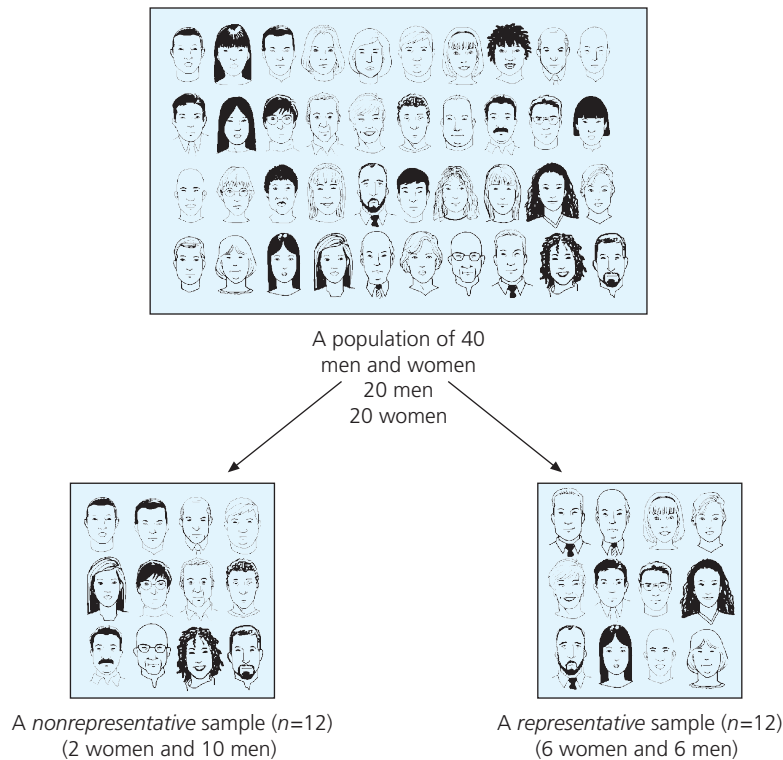 A population of 40
men and women
20 men
20 women
A nonrepresentative sample (n=12)
(2 women and 10 men)
A representative sample (n=12)
(6 women and 6 men)